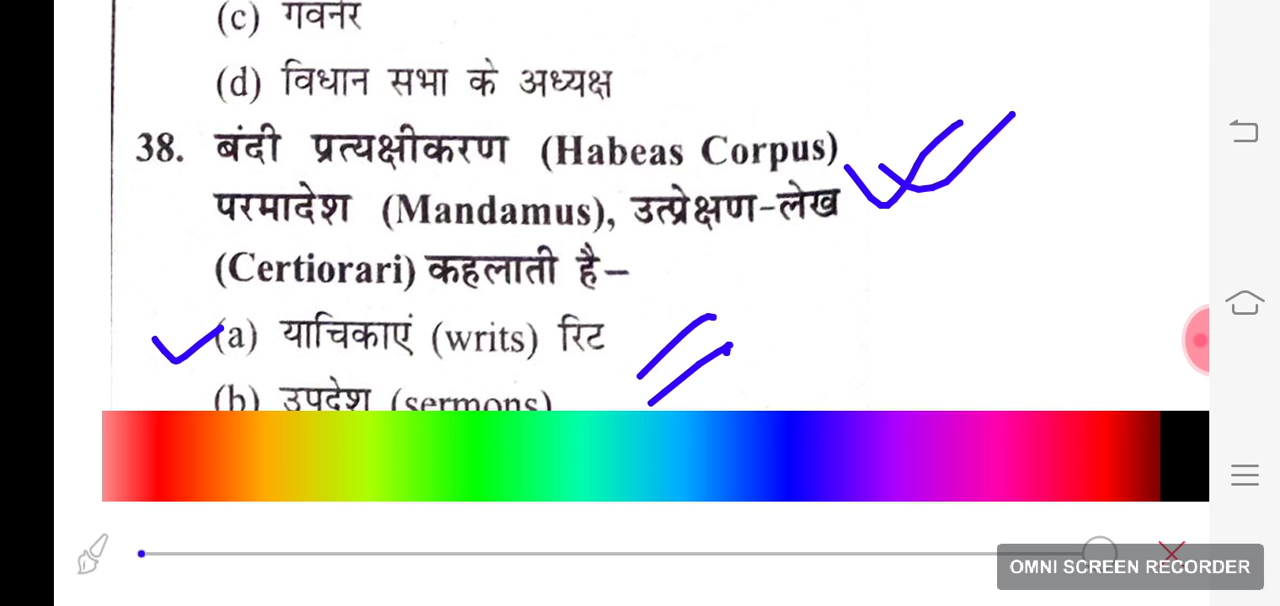 (c) गवर्नर
(d) विधान सभा के अध्यक्ष
38. बंदी प्रत्यक्षीकरण (Habeas Corpus)
परमादेश (Mandamus), उत्प्रेक्षण-लेख
(Certiorari) कहलाती है–
(a) याचिकाएं (writs) रिट
(b) उपदेश (sermons)
OMNI SCREEN RECORDER